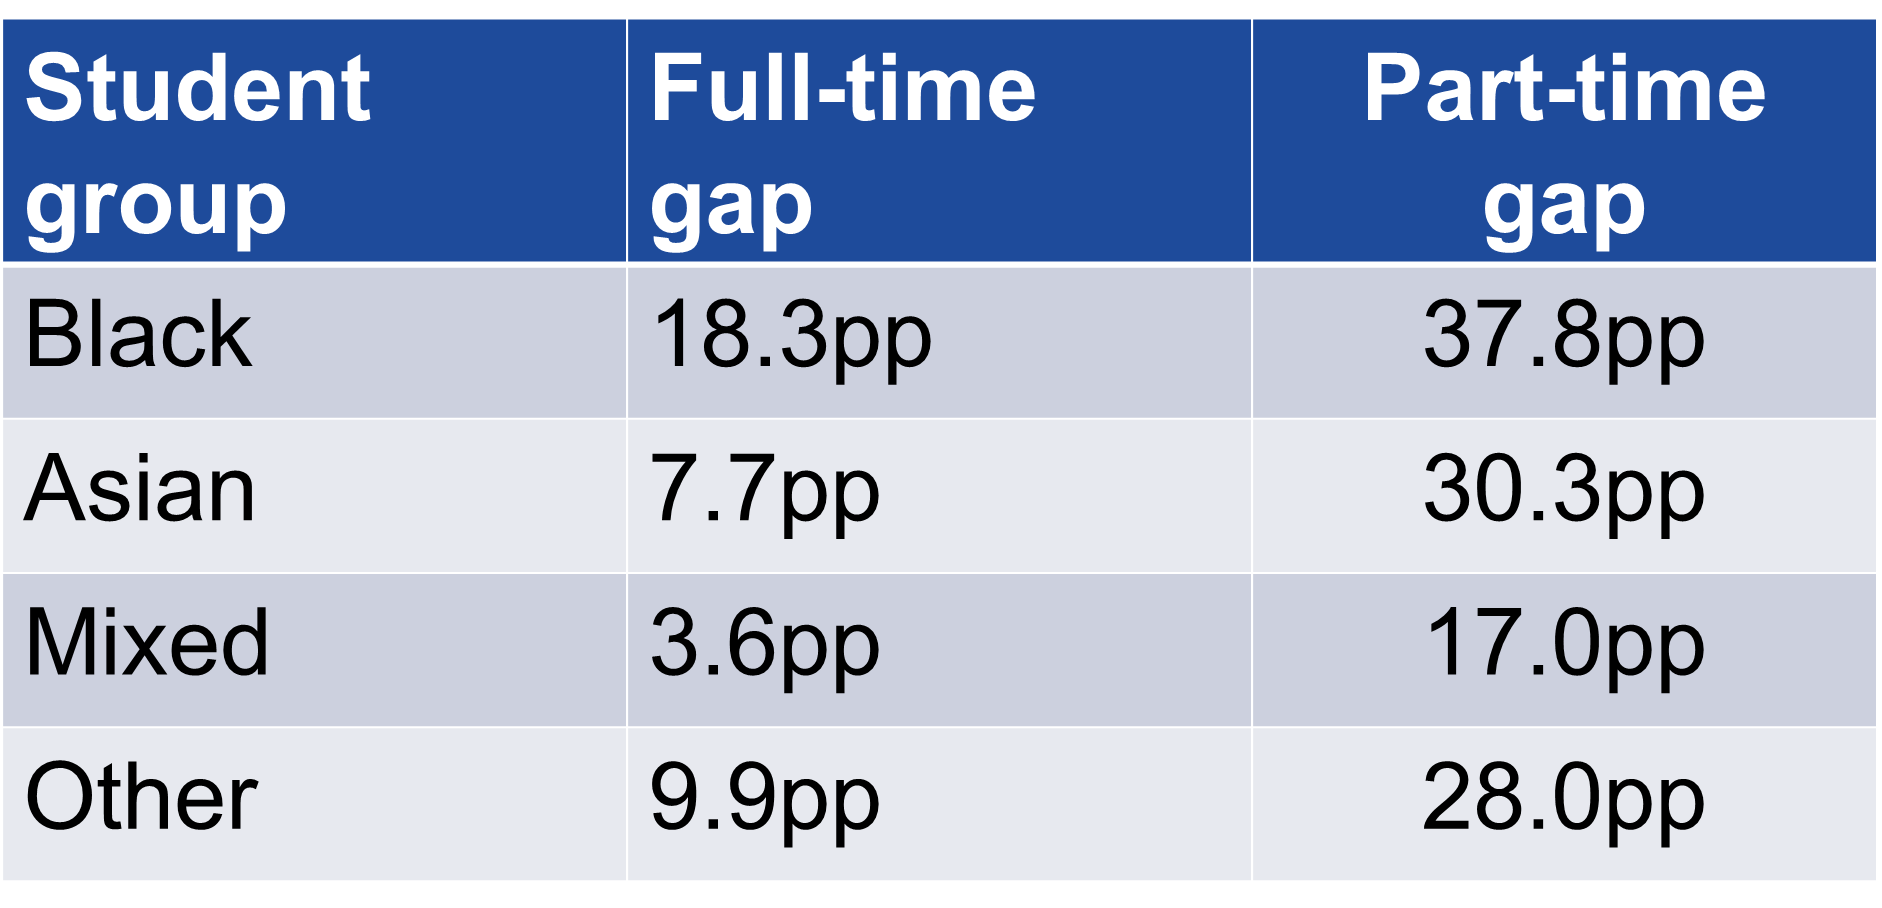 Student group Full-time gap Part-time gap
Black 18.3pp 37.8pp
Asian 7.7pp 30.3pp
Mixed 3.6pp 17.0pp
Other 9.9pp 28.0pp